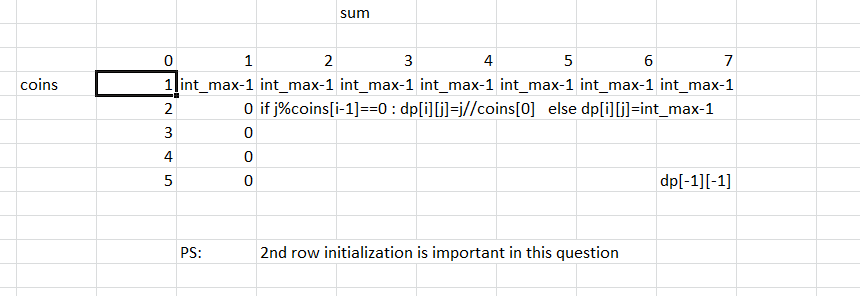 sum
0 1 2 3 4 5 6 7
coins 1 int_max-1 int_max-1 int_max-1 int_max-1 int_max-1 int_max-1 int_max-1
2 0 if j%coins[i-1]==0 : dp[i][j]=j//coins[0] else dp[i][j]=int_max-1
3 0
4 0
5 0 dp[-1][-1]
PS: 2nd row initialization is important in this question